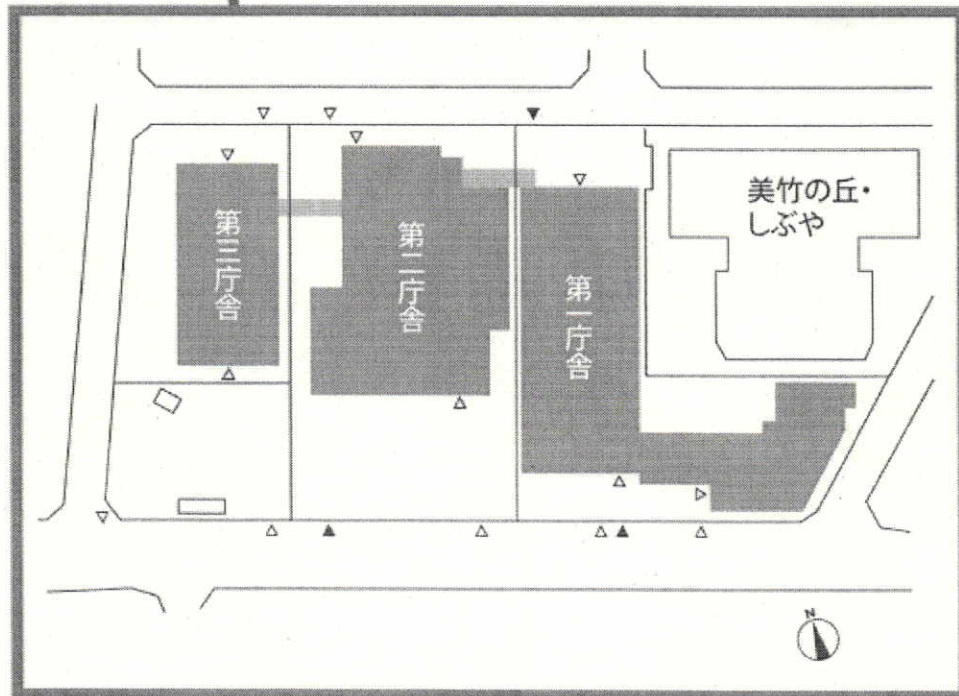 第三庁舎
第二庁舎
第一庁舎
美竹の丘・
しぶや
N